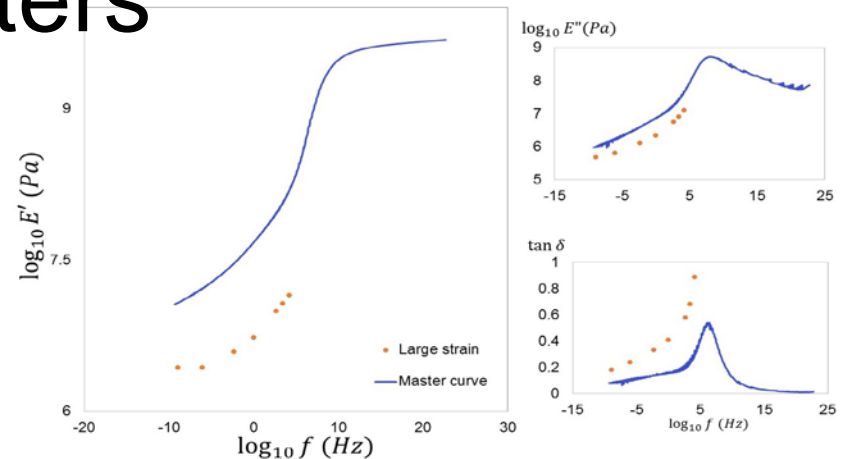 ters
9
7.5
6
-20 -10 0 10 20 30
log₁₀ E′ (Pa)
log₁₀ f (Hz)
Large strain
Master curve
log₁₀ E"(Pa)
9
8
7
6
5
-15 -5 5 15 25
tan δ
1
0.8
0.6
0.4
0.2
0
-15 -5 5 15 25
log₁₀ f (Hz)